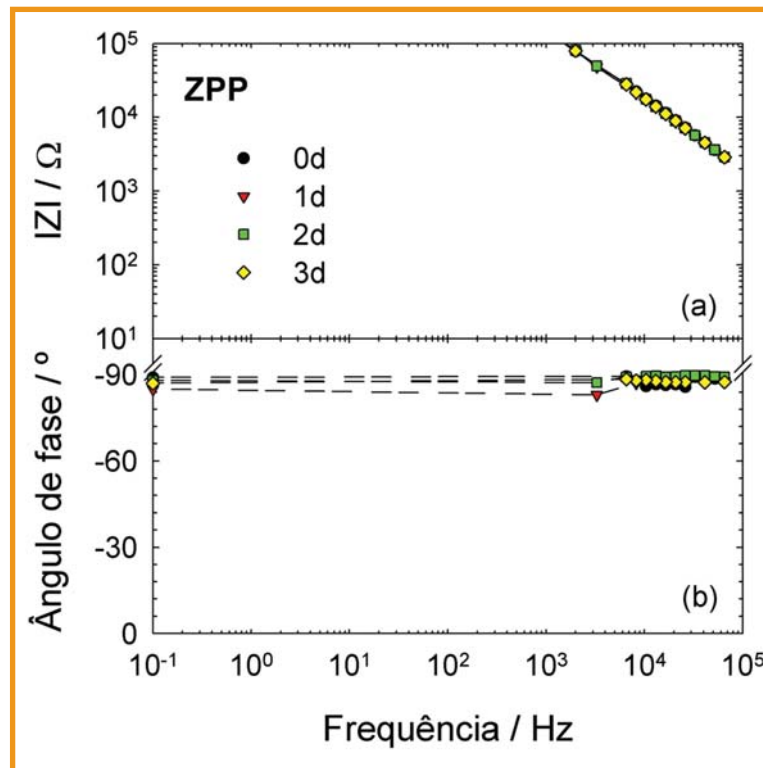 10^5
10^4
10^3
10^2
10^1
IZI / Ω
ZPP
0d
1d
2d
3d
(a)
-90
-60
-30
0
Ângulo de fase / º
(b)
10^-1 10^0 10^1 10^2 10^3 10^4 10^5
Frequência / Hz